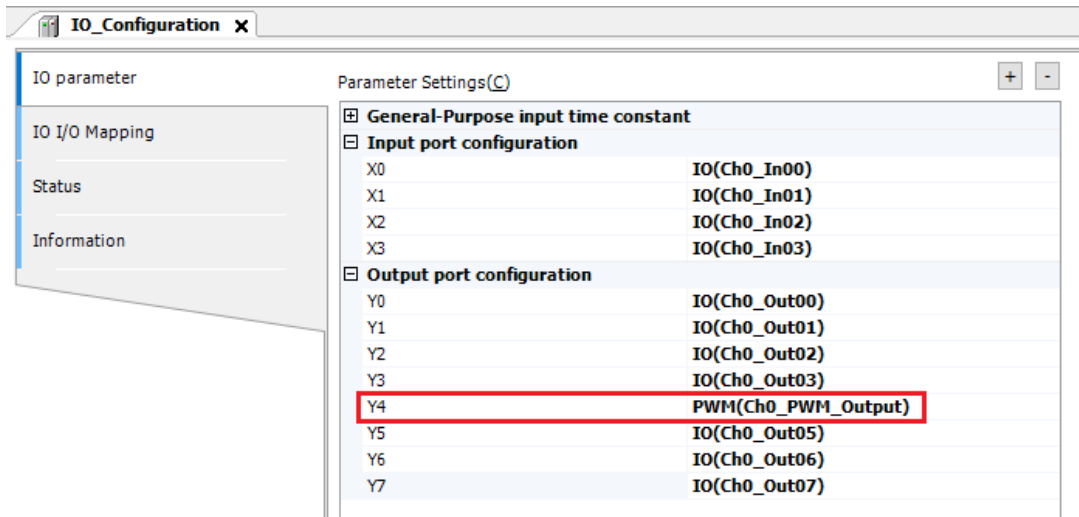 IO_Configuration X
IO parameter
IO I/O Mapping
Status
Information
Parameter Settings(C)
+ -
General-Purpose input time constant
Input port configuration
X0 IO(Ch0_In00)
X1 IO(Ch0_In01)
X2 IO(Ch0_In02)
X3 IO(Ch0_In03)
Output port configuration
Y0 IO(Ch0_Out00)
Y1 IO(Ch0_Out01)
Y2 IO(Ch0_Out02)
Y3 IO(Ch0_Out03)
Y4 PWM(Ch0_PWM_Output)
Y5 IO(Ch0_Out05)
Y6 IO(Ch0_Out06)
Y7 IO(Ch0_Out07)